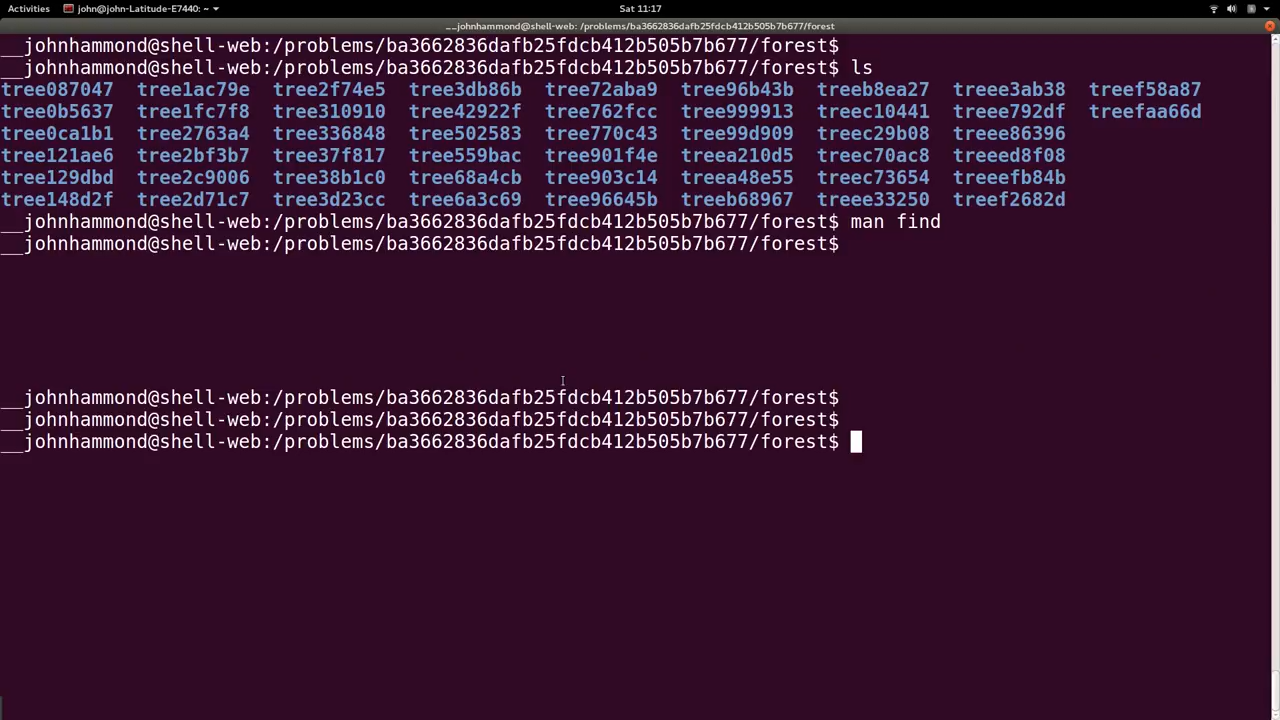 Activities john@john-Latitude-E7440: ~ Sat 11:17
__johnhammond@shell-web: /problems/ba3662836dafb25fdcb412b505b7b677/forest
__johnhammond@shell-web:/problems/ba3662836dafb25fdcb412b505b7b677/forest$
__johnhammond@shell-web:/problems/ba3662836dafb25fdcb412b505b7b677/forest$ ls
tree087047 tree1ac79e tree2f74e5 tree3db86b tree72aba9 tree96b43b treeb8ea27 treee3ab38 treef58a87
tree0b5637 tree1fc7f8 tree310910 tree42922f tree762fcc tree999913 treec10441 treee792df treefaa66d
tree0ca1b1 tree2763a4 tree336848 tree502583 tree770c43 tree99d909 treec29b08 treee86396
tree121ae6 tree2bf3b7 tree37f817 tree559bac tree901f4e treea210d5 treec70ac8 treeed8f08
tree129dbd tree2c9006 tree38b1c0 tree68a4cb tree903c14 treea48e55 treec73654 treeefb84b
tree148d2f tree2d71c7 tree3d23cc tree6a3c69 tree96645b treeb68967 treee33250 treef2682d
__johnhammond@shell-web:/problems/ba3662836dafb25fdcb412b505b7b677/forest$ man find
__johnhammond@shell-web:/problems/ba3662836dafb25fdcb412b505b7b677/forest$
__johnhammond@shell-web:/problems/ba3662836dafb25fdcb412b505b7b677/forest$
__johnhammond@shell-web:/problems/ba3662836dafb25fdcb412b505b7b677/forest$
__johnhammond@shell-web:/problems/ba3662836dafb25fdcb412b505b7b677/forest$